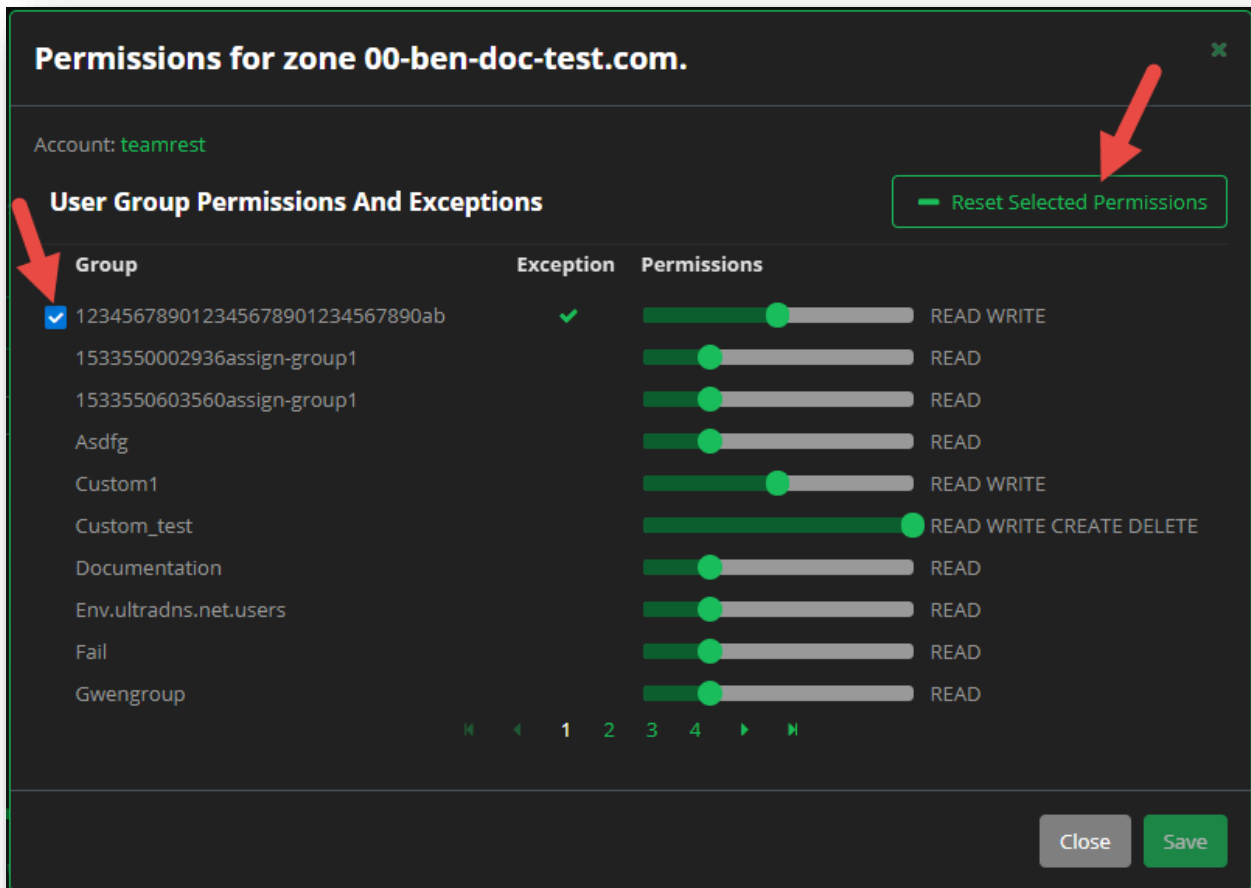 Permissions for zone 00-ben-doc-test.com.
Account: teamrest
User Group Permissions And Exceptions
Reset Selected Permissions
Group Exception Permissions
123456789012345678901234567890ab READ WRITE
1533550002936assign-group1 READ
1533550603560assign-group1 READ
Asdfg READ
Custom1 READ WRITE
Custom_test READ WRITE CREATE DELETE
Documentation READ
Env.ultradns.net.users READ
Fail READ
Gwengroup READ
1 2 3 4
Close Save